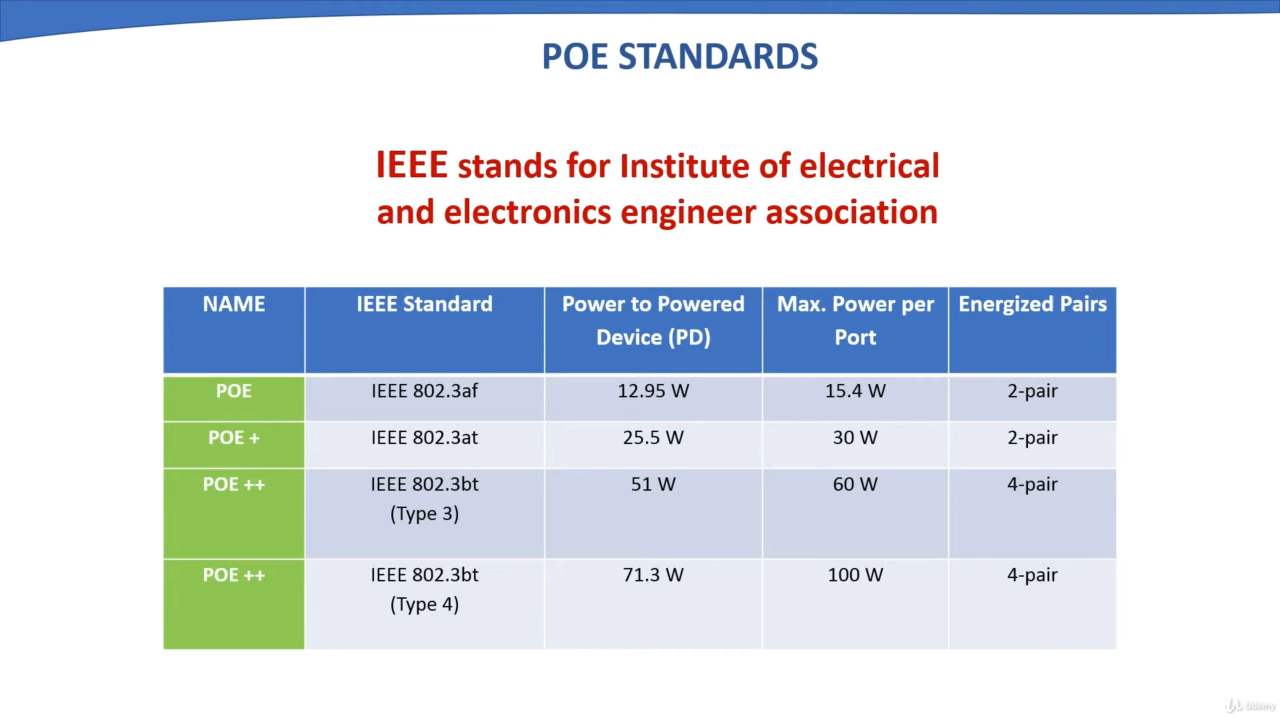 POE STANDARDS
IEEE stands for Institute of electrical
and electronics engineer association
NAME IEEE Standard Power to Powered Device (PD) Max. Power per Port Energized Pairs
POE IEEE 802.3af 12.95 W 15.4 W 2-pair
POE + IEEE 802.3at 25.5 W 30 W 2-pair
POE ++ IEEE 802.3bt (Type 3) 51 W 60 W 4-pair
POE ++ IEEE 802.3bt (Type 4) 71.3 W 100 W 4-pair
Udemy